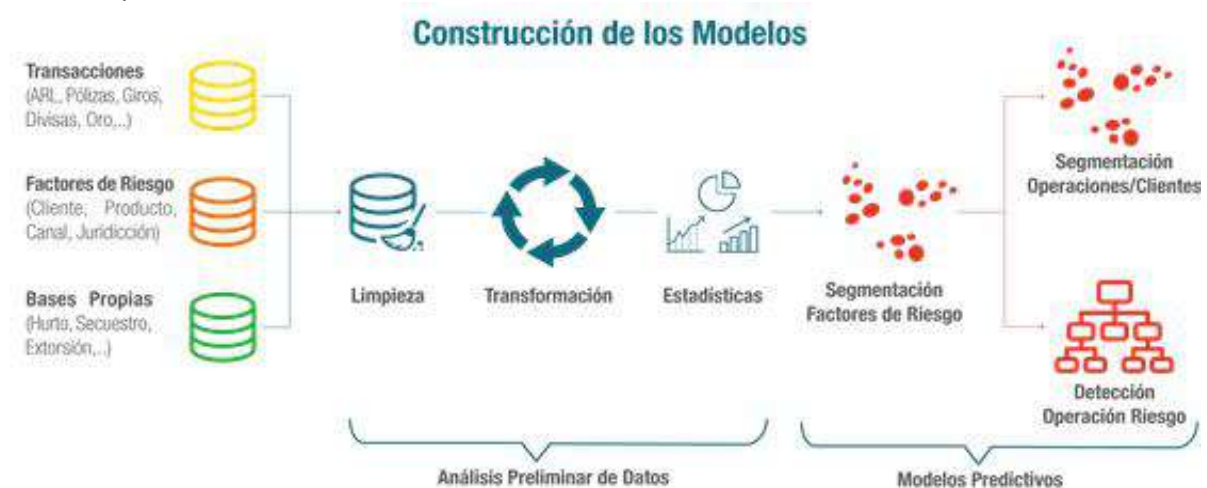 Construcción de los Modelos
Transacciones
(ARL, Pólizas, Giros,
Divisas, Oro,..)
Factores de Riesgo
(Cliente, Producto,
Canal, Juridicción)
Bases Propias
(Hurto, Secuestro,
Extorsión,..)
Limpieza
Transformación
Estadísticas
Segmentación
Factores de Riesgo
Segmentación
Operaciones/Clientes
Detección
Operación Riesgo
Análisis Preliminar de Datos
Modelos Predictivos